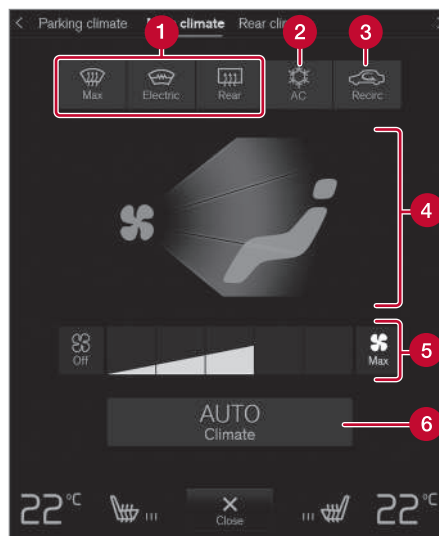 Parking climate climate Rear
1 2 3
Max Electric Rear AC Recirc
4
Off Max 5
AUTO 6
Climate
22°C 22°C
Close